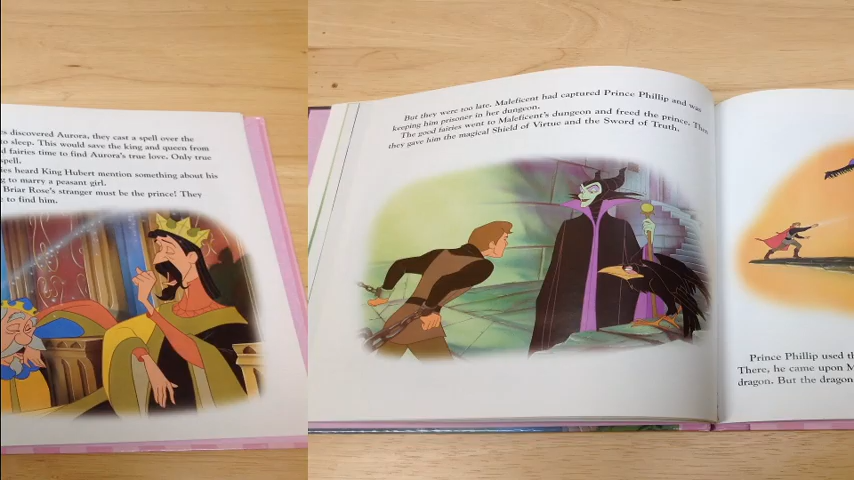 s discovered Aurora, they cast a spell over the
to sleep. This would save the king and queen from
d fairies time to find Aurora's true love. Only true
spell.
ies heard King Hubert mention something about his
g to marry a peasant girl.
Briar Rose's stranger must be the prince! They
to find him.
But they were too late. Maleficent had captured Prince Phillip and was
keeping him prisoner in her dungeon.
The good fairies went to Maleficent's dungeon and freed the prince. Then
they gave him the magical Shield of Virtue and the Sword of Truth.
Prince Phillip used th
There, he came upon M
dragon. But the dragon